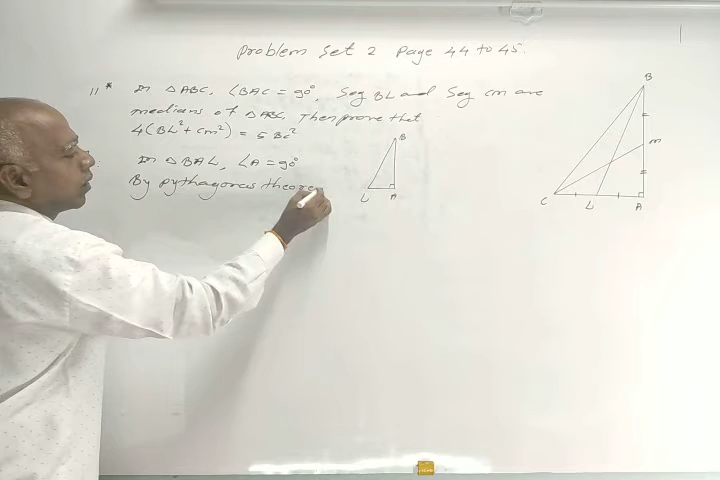 Problem Set 2 Page 44 to 45.
11 * In △ABC, ∠BAC = 90°, Seg BL and Seg CM are
medians of △ABC, Then prove that
4(BL² + CM²) = 5 BC²
In △BAL, ∠A = 90°
By pythagoras theore
B
L A
B
M
C L A